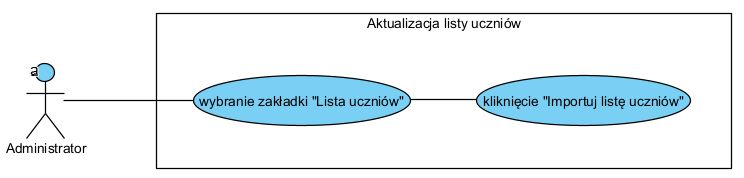 Aktualizacja listy uczniów
a
wybranie zakładki "Lista uczniów"
kliknięcie "Importuj listę uczniów"
Administrator